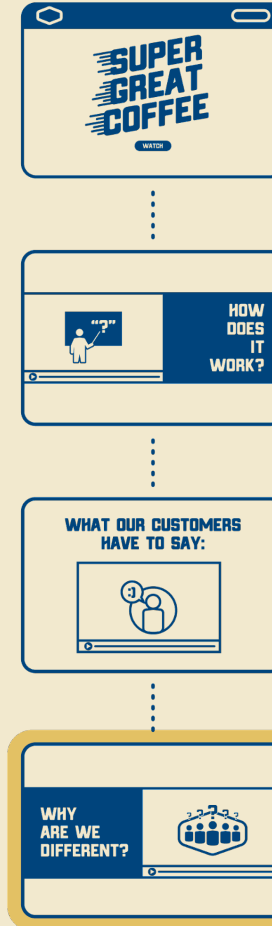 SUPER
GREAT
COFFEE
WATCH
"?"
HOW
DOES
IT
WORK?
WHAT OUR CUSTOMERS
HAVE TO SAY:
:)
? ? ? ? ?
WHY
ARE WE
DIFFERENT?